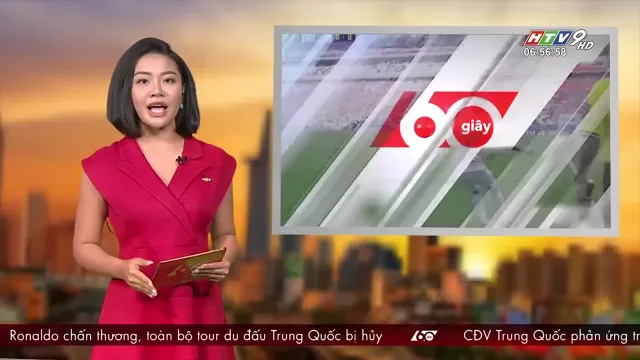 HTV9 HD
06:56:58
60 giây
Ronaldo chấn thương, toàn bộ tour du đấu Trung Quốc bị hủy 60 CĐV Trung Quốc phản ứng